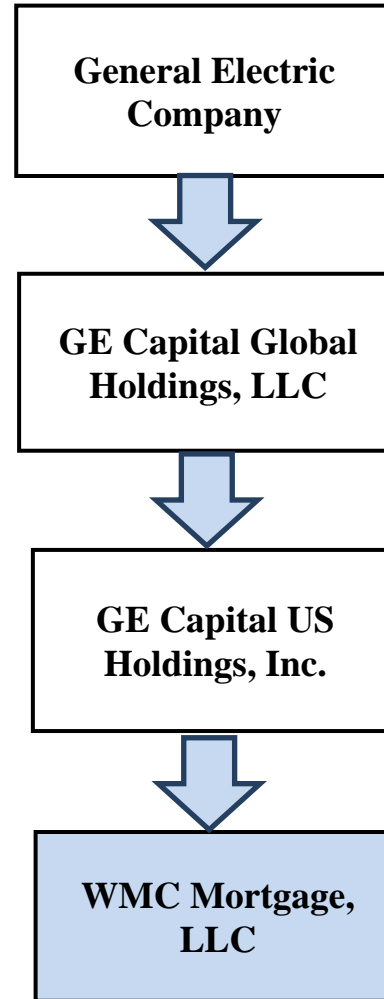 General Electric
Company
GE Capital Global
Holdings, LLC
GE Capital US
Holdings, Inc.
WMC Mortgage,
LLC